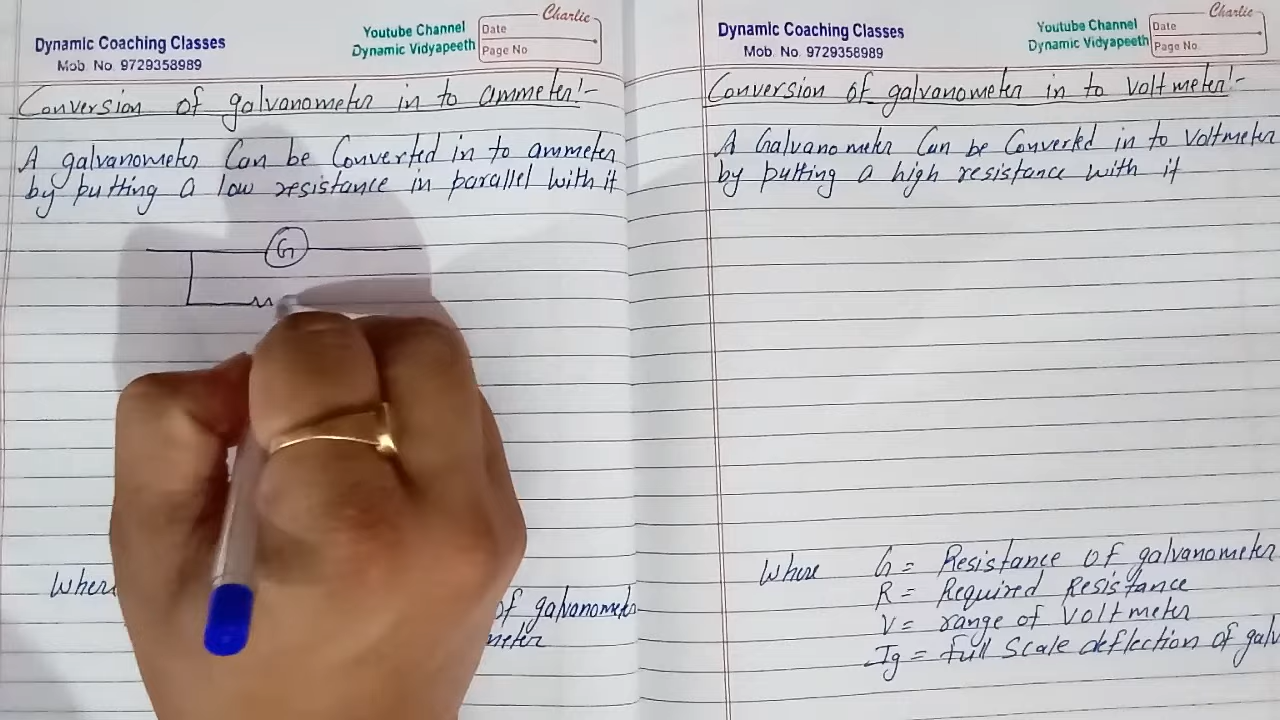 Dynamic Coaching Classes
Mob. No. 9729358989
Youtube Channel
Dynamic Vidyapeeth
Charlie
Date
Page No
Conversion of galvanometer in to ammeter:-
A galvanometer Can be Converted in to ammeter
by putting a low resistance in parallel with it
G
Where
of galvanometer
meter
Dynamic Coaching Classes
Mob. No. 9729358989
Youtube Channel
Dynamic Vidyapeeth
Charlie
Date
Page No.
Conversion of galvanometer in to voltmeter:-
A Galvanometer Can be Converted in to Voltmeter
by putting a high resistance with it
Where G = Resistance of galvanometer
R = Required Resistance
V = range of Voltmeter
Ig = full Scale deflection of galv